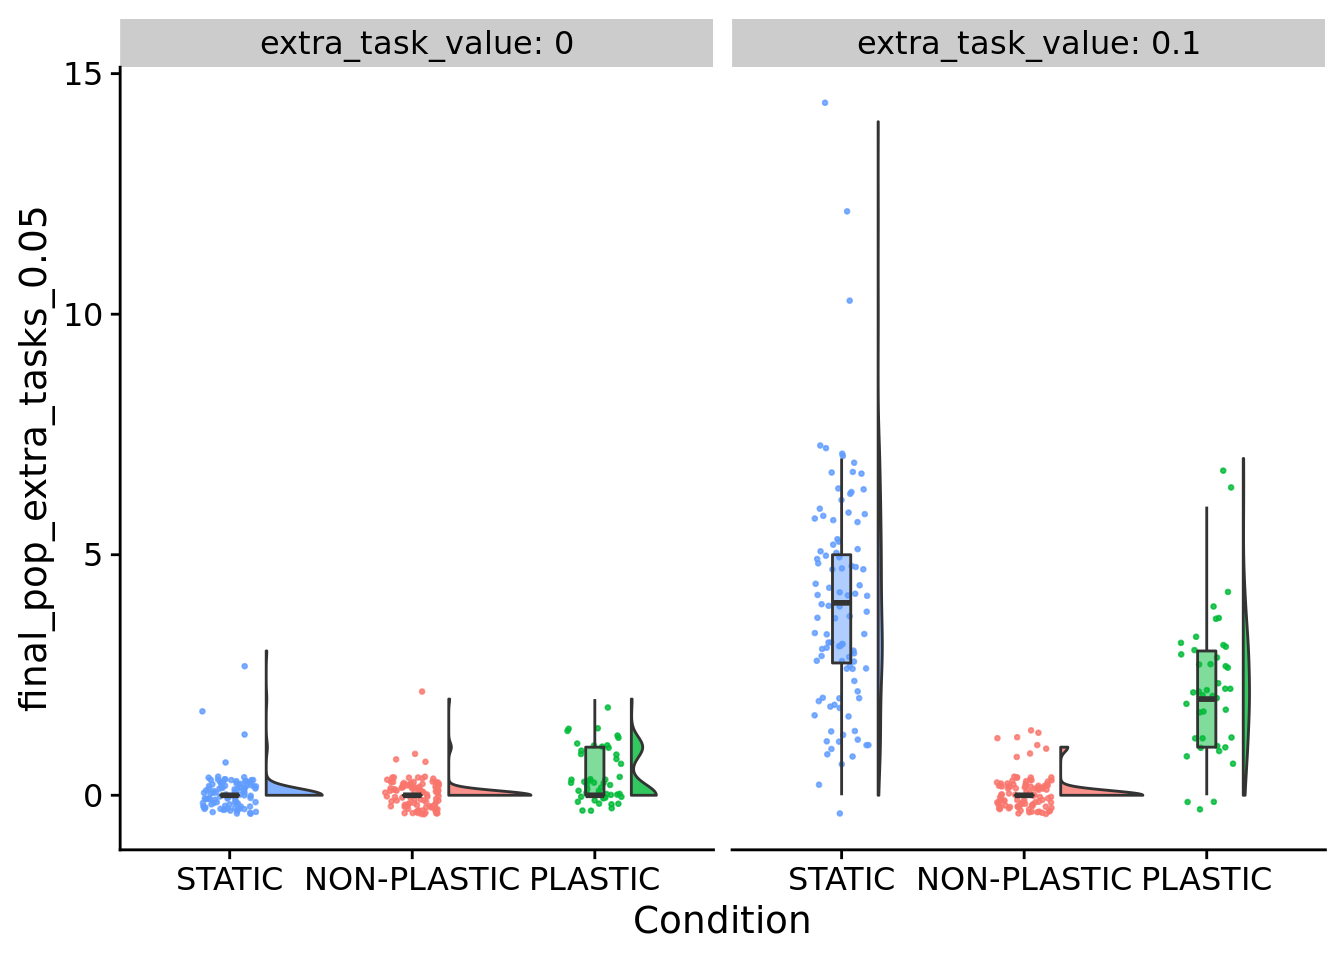 extra_task_value: 0
extra_task_value: 0.1
15
10
5
0
final_pop_extra_tasks_0.05
STATIC NON-PLASTIC PLASTIC
STATIC NON-PLASTIC PLASTIC
Condition